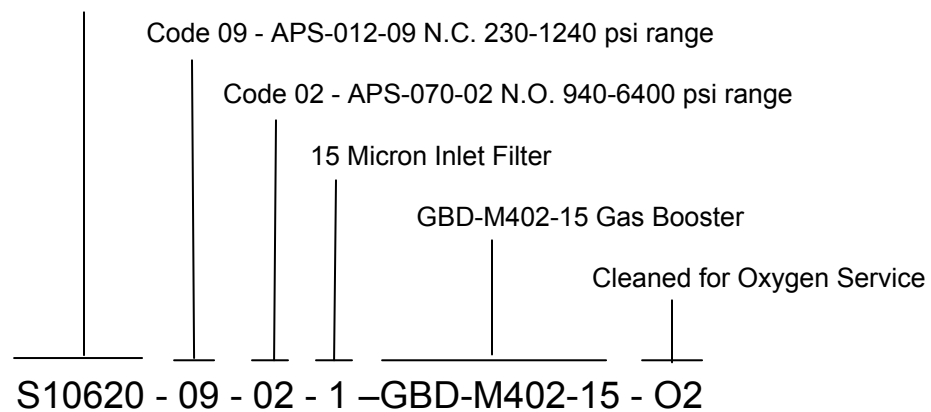 Code 09 - APS-012-09 N.C. 230-1240 psi range
Code 02 - APS-070-02 N.O. 940-6400 psi range
15 Micron Inlet Filter
GBD-M402-15 Gas Booster
Cleaned for Oxygen Service
S10620 - 09 - 02 - 1 –GBD-M402-15 - O2